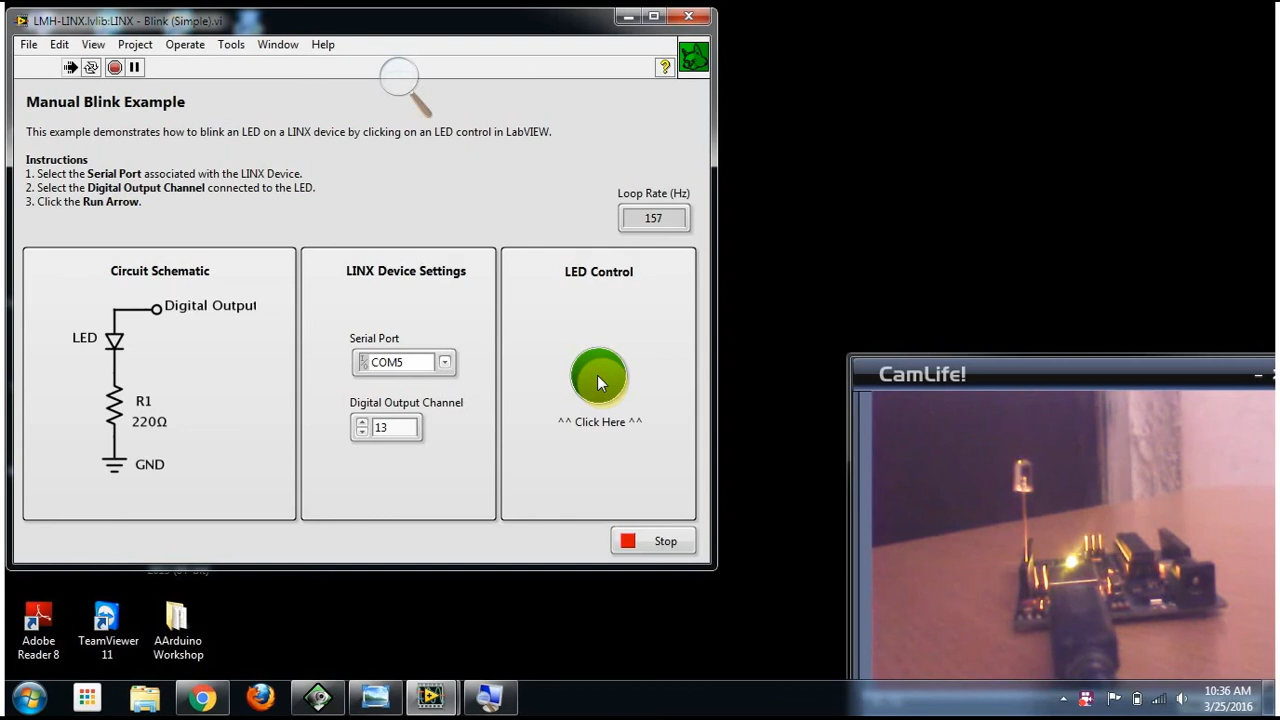 LMH-LINX.lvlib:LINX - Blink (Simple).vi
File Edit View Project Operate Tools Window Help
Manual Blink Example
This example demonstrates how to blink an LED on a LINX device by clicking on an LED control in LabVIEW.
Instructions
1. Select the Serial Port associated with the LINX Device.
2. Select the Digital Output Channel connected to the LED.
3. Click the Run Arrow.
Loop Rate (Hz)
157
Circuit Schematic
Digital Output
LED
R1
220Ω
GND
LINX Device Settings
Serial Port
COM5
Digital Output Channel
13
LED Control
^^ Click Here ^^
Stop
CamLife!
Adobe
Reader 8
TeamViewer
11
AArduino
Workshop
10:36 AM
3/25/2016